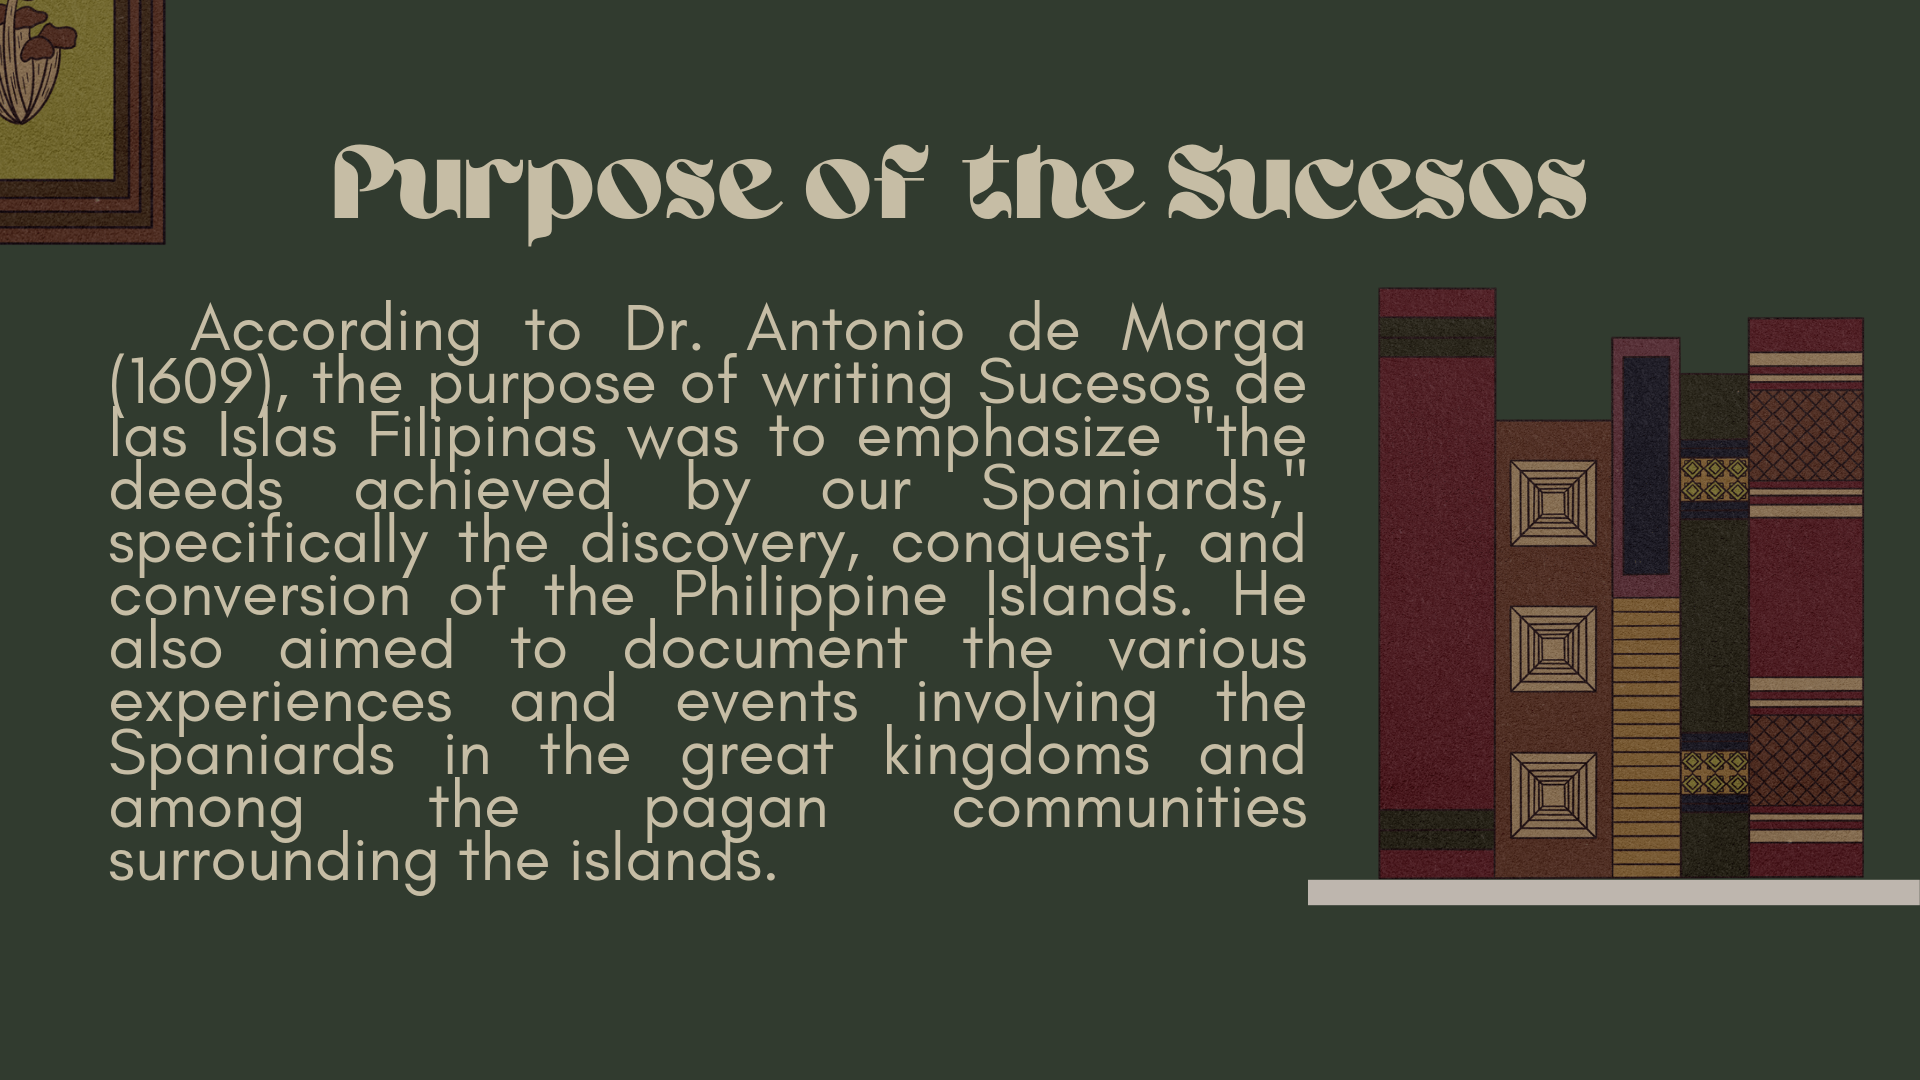 Purpose of the Sucesos
According to Dr. Antonio de Morga
(1609), the purpose of writing Sucesos de
las Islas Filipinas was to emphasize "the
deeds achieved by our Spaniards,"
specifically the discovery, conquest, and
conversion of the Philippine Islands. He
also aimed to document the various
experiences and events involving the
Spaniards in the great kingdoms and
among the pagan communities
surrounding the islands.